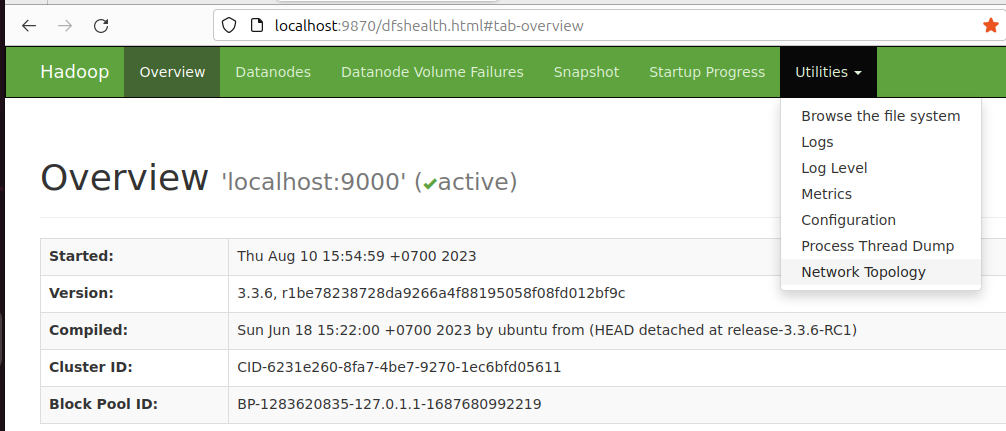 localhost:9870/dfshealth.html#tab-overview
Hadoop Overview Datanodes Datanode Volume Failures Snapshot Startup Progress Utilities
Browse the file system
Logs
Log Level
Metrics
Configuration
Process Thread Dump
Network Topology
Overview 'localhost:9000' (✔active)
Started: Thu Aug 10 15:54:59 +0700 2023
Version: 3.3.6, r1be78238728da9266a4f88195058f08fd012bf9c
Compiled: Sun Jun 18 15:22:00 +0700 2023 by ubuntu from (HEAD detached at release-3.3.6-RC1)
Cluster ID: CID-6231e260-8fa7-4be7-9270-1ec6bfd05611
Block Pool ID: BP-1283620835-127.0.1.1-1687680992219